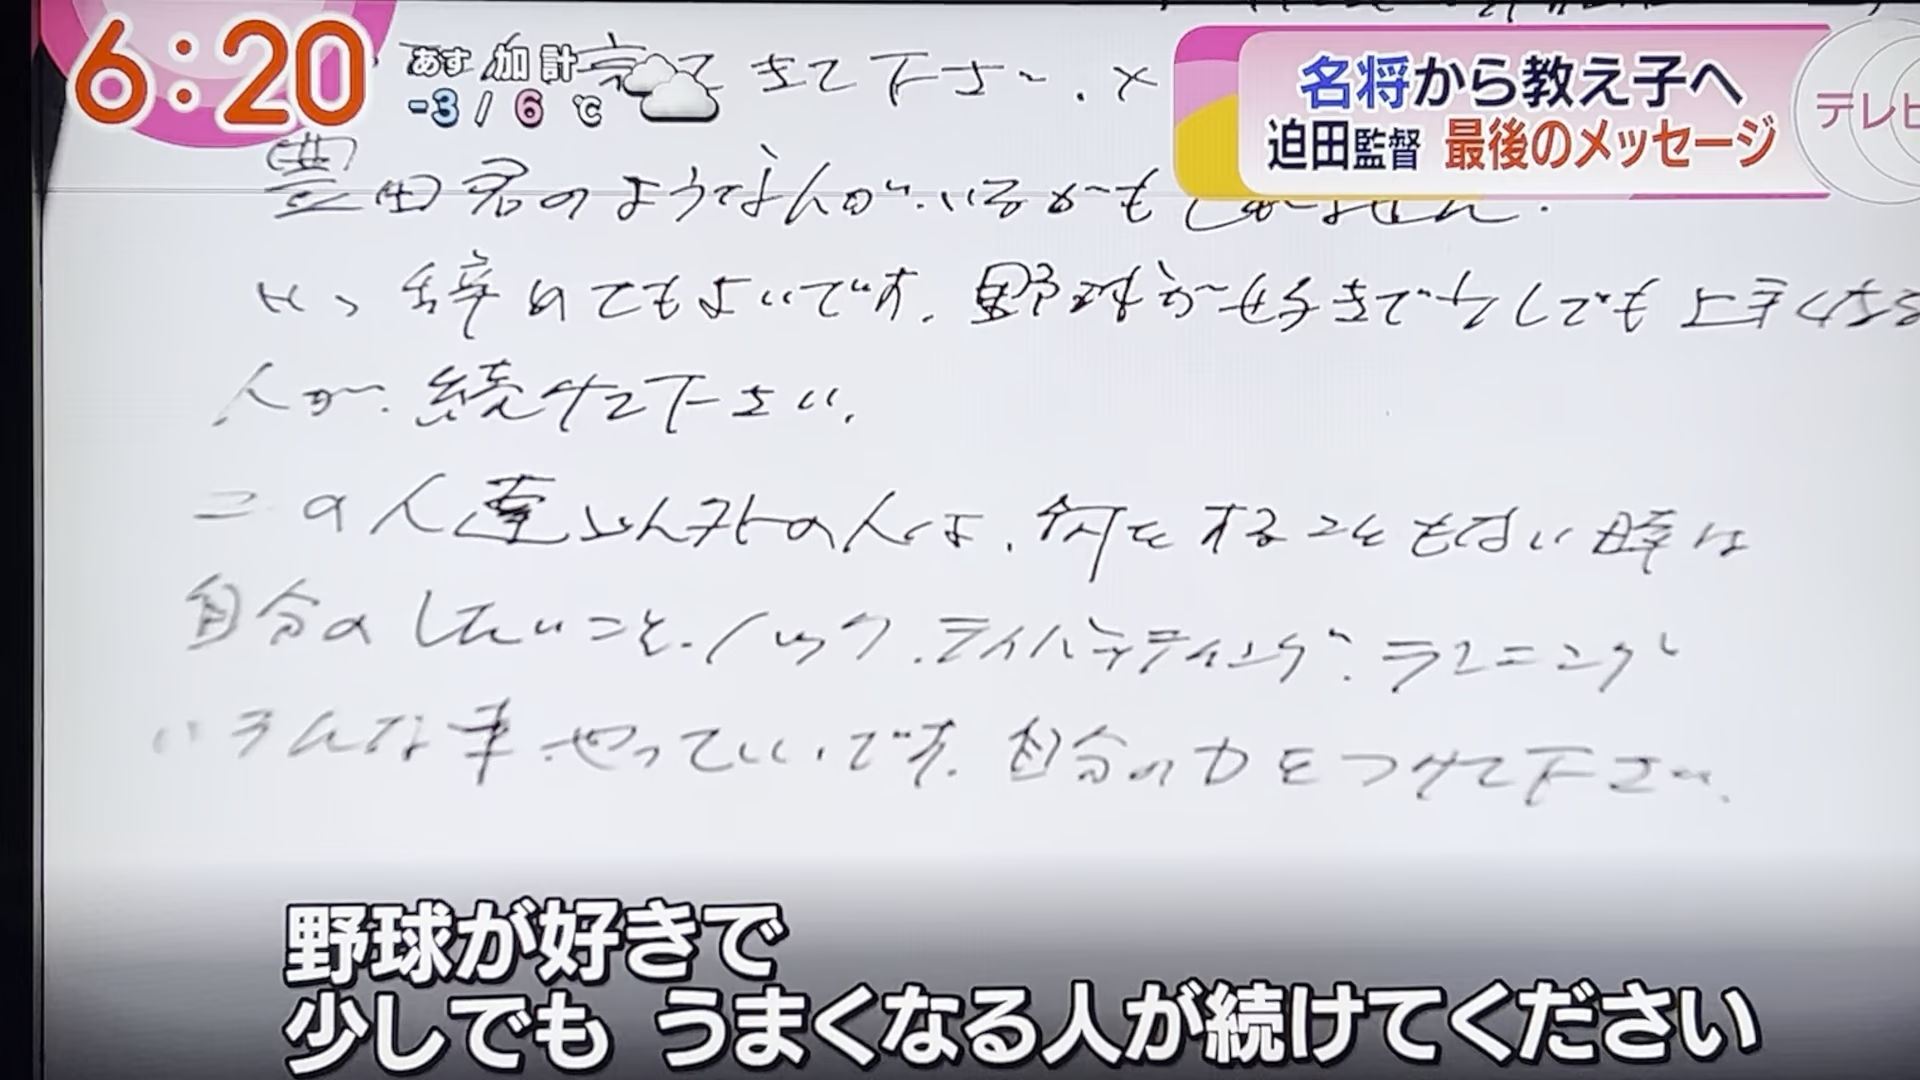 6:20
あす 加計
-3 / 6 ℃
名将から教え子へ
迫田監督 最後のメッセージ
テレビ
きて下さい.
豊田君のような人がいるかもしれません.
辞めてもよいです. 野球が好きで少しでも上手くなる
人が.続けて下さい.
この人達以外の人は.何をすることもない時は
自分のしたいこと.ノック.ティバッティング.ランニング
いろんな事やっていいです.自分の力をつけて下さい.
野球が好きで
少しでも うまくなる人が続けてください